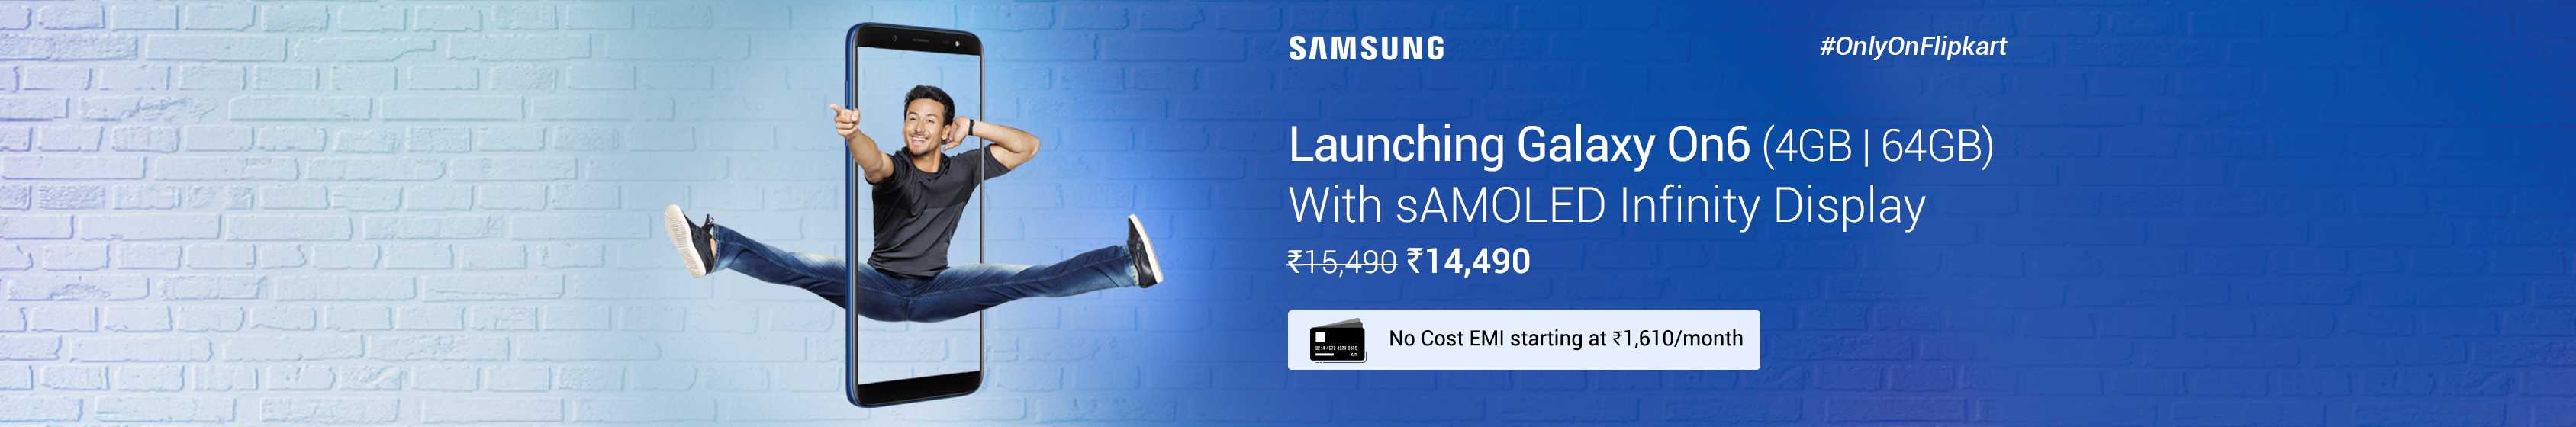 SAMSUNG
#OnlyOnFlipkart
Launching Galaxy On6 (4GB | 64GB)
With sAMOLED Infinity Display
₹15,490 ₹14,490
No Cost EMI starting at ₹1,610/month